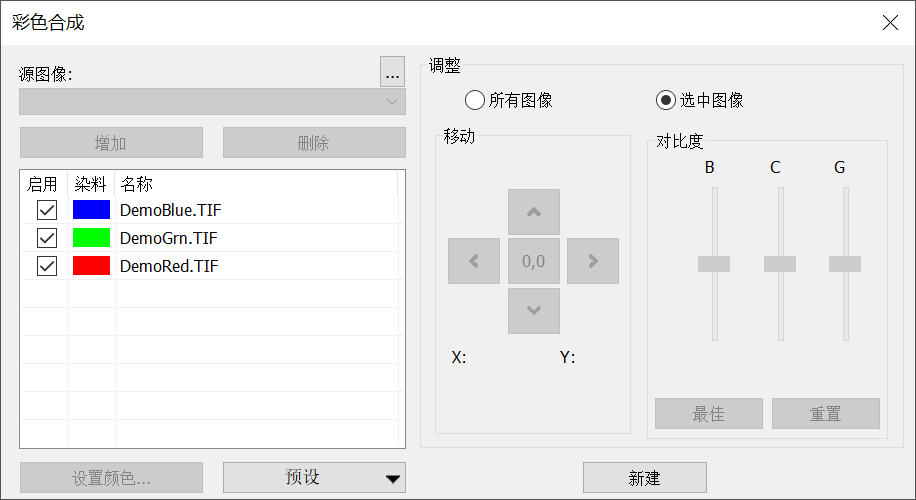 彩色合成
源图像:
...
增加
删除
启用 染料 名称
DemoBlue.TIF
DemoGrn.TIF
DemoRed.TIF
设置颜色...
预设
调整
所有图像
选中图像
移动
0,0
X:
Y:
对比度
B C G
最佳
重置
新建